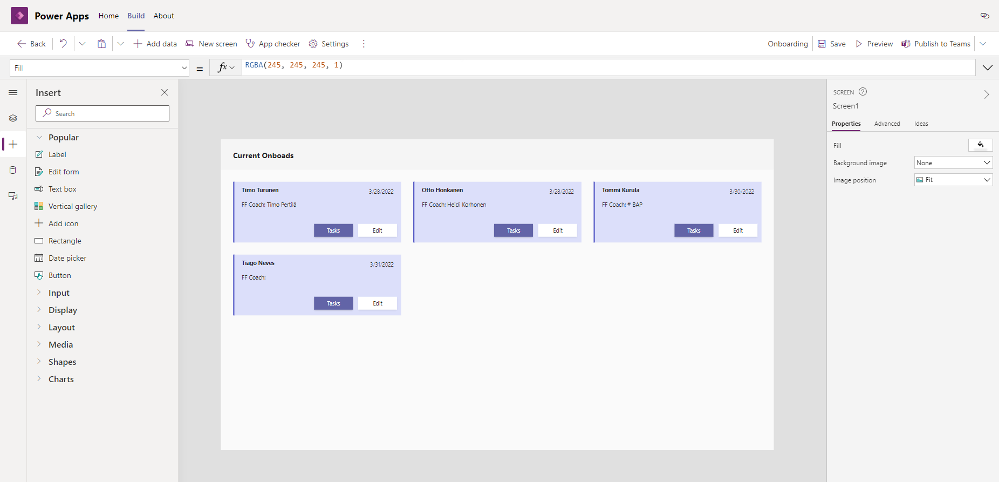 Power Apps Home Build About
Back Add data New screen App checker Settings Onboarding Save Preview Publish to Teams
Fill = fx RGBA(245, 245, 245, 1)
Insert
Search
Popular
Label
Edit form
Text box
Vertical gallery
Add icon
Rectangle
Date picker
Button
Input
Display
Layout
Media
Shapes
Charts
Current Onboads
Timo Turunen 3/28/2022
FF Coach: Timo Pertilä
Tasks Edit
Otto Honkanen 3/28/2022
FF Coach: Heidi Korhonen
Tasks Edit
Tommi Kurula 3/30/2022
FF Coach: # BAP
Tasks Edit
Tiago Neves 3/31/2022
FF Coach:
Tasks Edit
SCREEN ?
Screen1
Properties Advanced Ideas
Fill
Background image None
Image position Fit